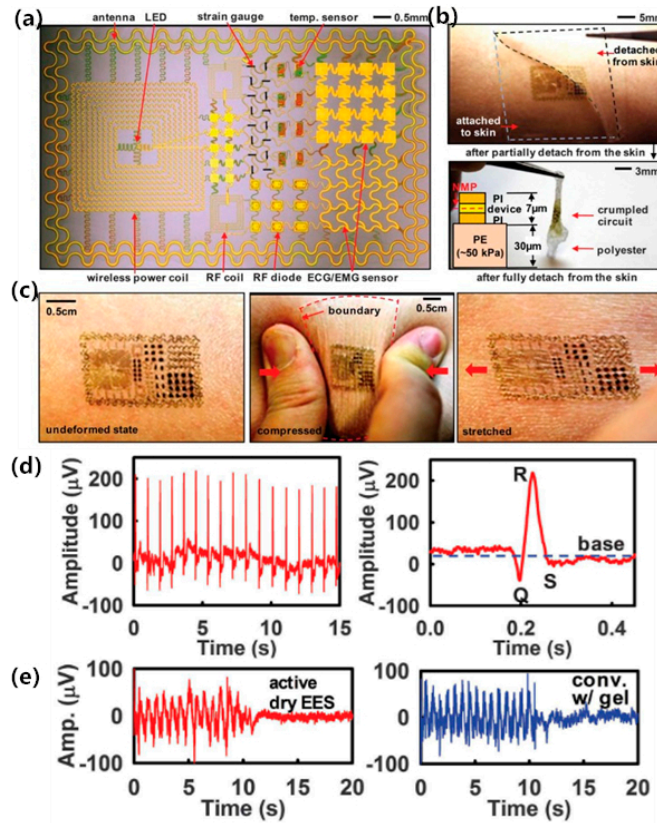 (a)
antenna LED strain gauge temp. sensor 0.5mm
wireless power coil RF coil RF diode ECG/EMG sensor
(b)
5mm
detached
from skin
attached
to skin
after partially detach from the skin
3mm
NMP
PI
device
PI
7μm
PE
(~50 kPa)
30μm
crumpled
circuit
polyester
after fully detach from the skin
(c)
0.5cm
undeformed state
boundary
0.5cm
compressed
stretched
(d)
Amplitude (μV)
200
100
0
-100
0 5 10 15
Time (s)
Amplitude (μV)
200
100
0
-100
R
base
Q
S
0.0 0.2 0.4
Time (s)
(e)
Amp. (μV)
100
0
-100
active
dry EES
0 5 10 15 20
Time (s)
100
0
-100
conv.
w/ gel
0 5 10 15 20
Time (s)